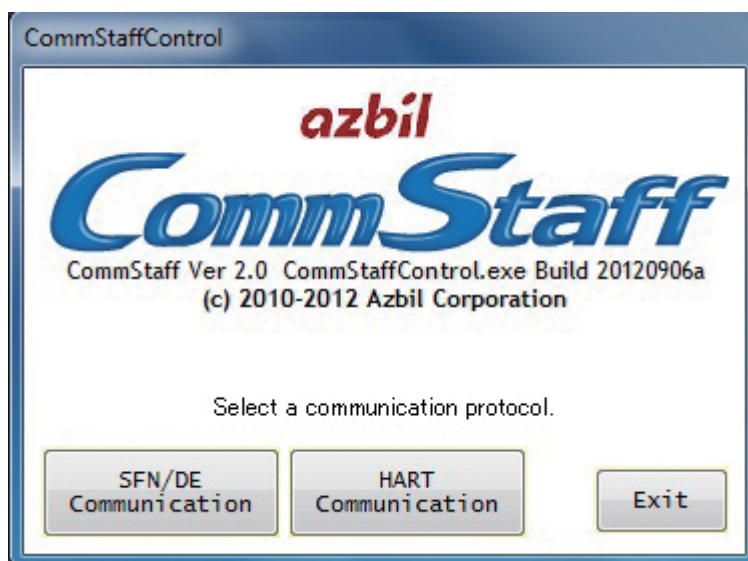 CommStaffControl
azbil
CommStaff
CommStaff Ver 2.0 CommStaffControl.exe Build 20120906a
(c) 2010-2012 Azbil Corporation
Select a communication protocol.
SFN/DE
Communication
HART
Communication
Exit